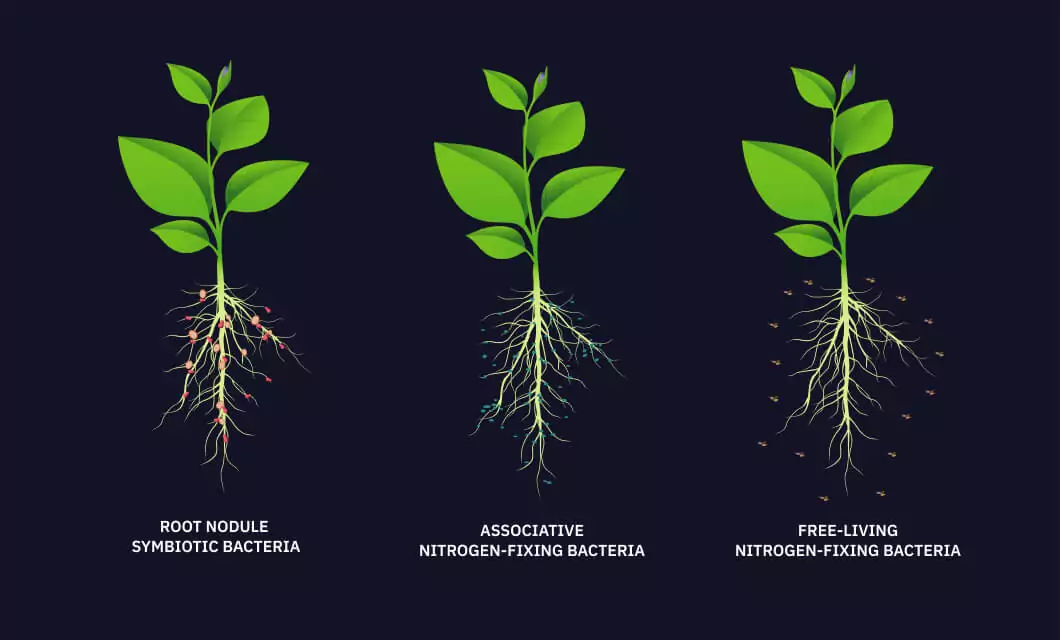 ROOT NODULE
SYMBIOTIC BACTERIA
ASSOCIATIVE
NITROGEN-FIXING BACTERIA
FREE-LIVING
NITROGEN-FIXING BACTERIA